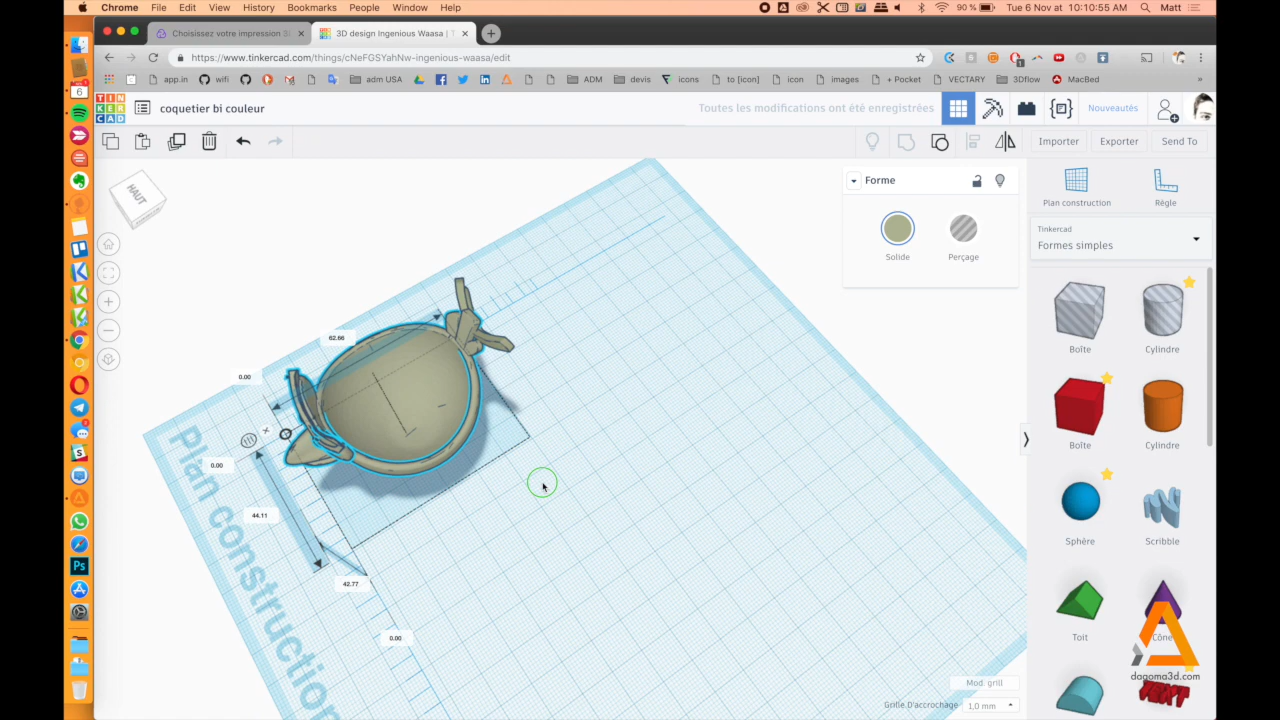 Chrome File Edit View History Bookmarks People Window Help 90 % Tue 6 Nov at 10:10:55 AM Matt
Choisissez votre impression 3
3D design Ingenious Waasa | T
https://www.tinkercad.com/things/cNeFGSYahNw-ingenious-waasa/edit
app.in wifi adm USA ADM devis icons to [icon] icon images + Pocket VECTARY 3Dflow MacBed »
TIN
KER
CAD
coquetier bi couleur
Toutes les modifications ont été enregistrées
Nouveautés
Importer
Exporter
Send To
HAUT
Forme
Solide
Perçage
Plan construction
Règle
Tinkercad
Formes simples
Boîte
Cylindre
Boîte
Cylindre
Sphère
Scribble
Toit
Cône
TEXT
dagoma3d.com
62.66
0.00
0.00
44.11
42.77
0.00
Plan construction
Mod. grill
Grille D'accrochage 1,0 mm
6
Ps